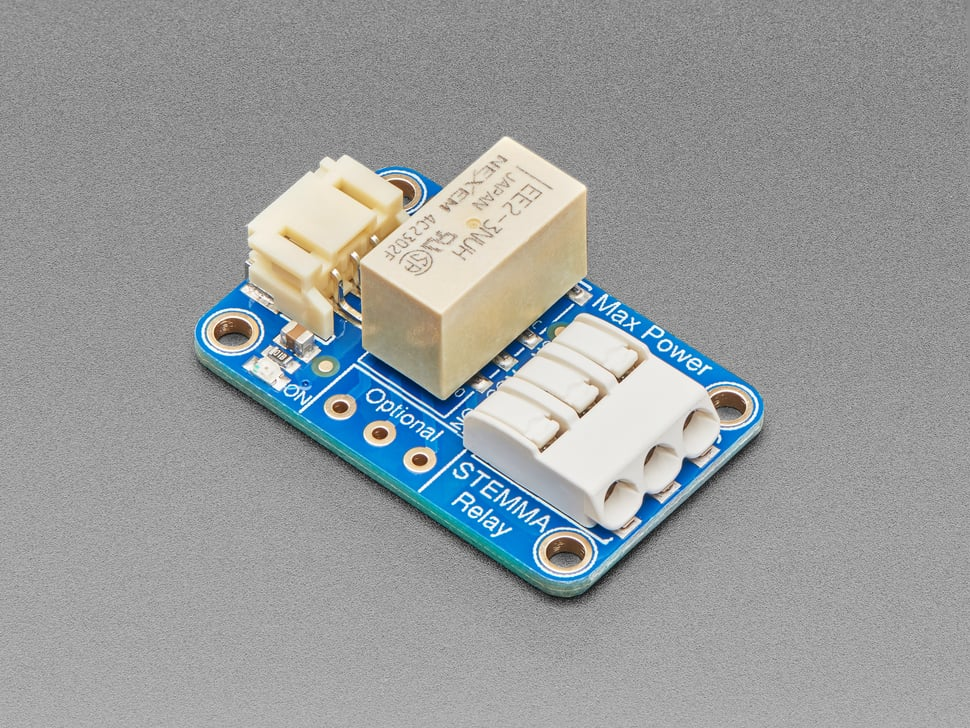 EE2-3NUH
JAPAN
NEXEM 4C2302F
Max Power
ON
Optional
STEMMA
Relay